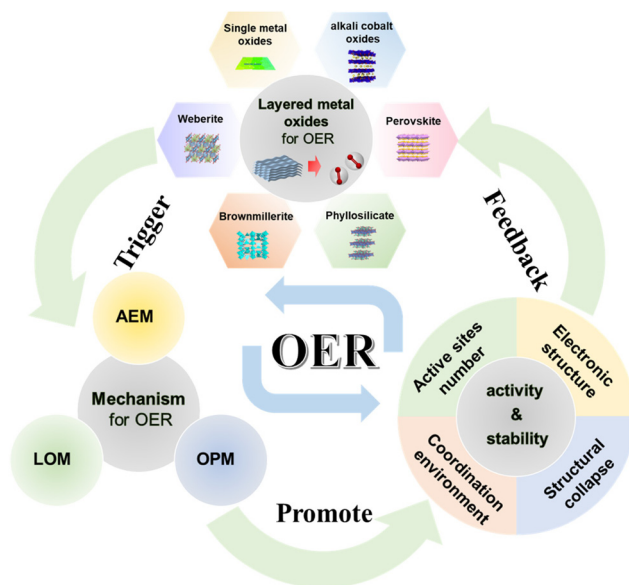 Single metal
oxides
alkali cobalt
oxides
Layered metal
oxides
for OER
Weberite
Perovskite
Brownmillerite
Phyllosilicate
Trigger
Feedback
AEM
Mechanism
for OER
LOM
OPM
OER
Active sites
number
Electronic
structure
activity
&
stability
Coordination
environment
Structural
collapse
Promote